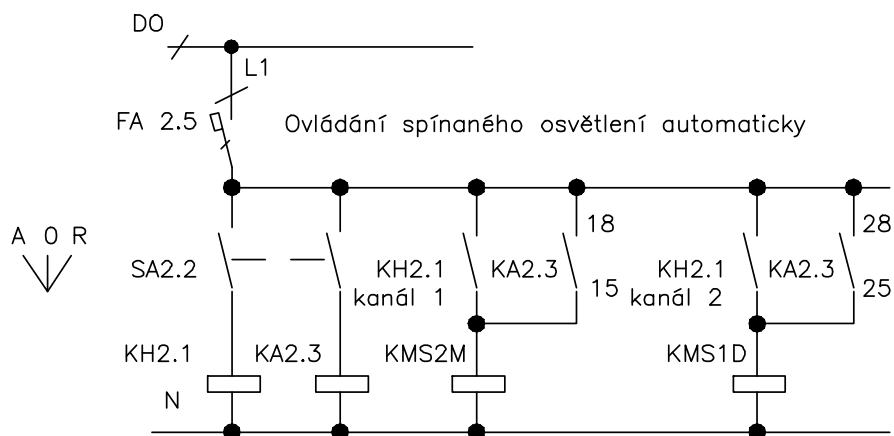 DO
L1
FA 2.5
Ovládání spínaného osvětlení automaticky
A O R
SA2.2
KH2.1
kanál 1
KA2.3
18
15
KH2.1
kanál 2
KA2.3
28
25
KH2.1
KA2.3
KMS2M
KMS1D
N